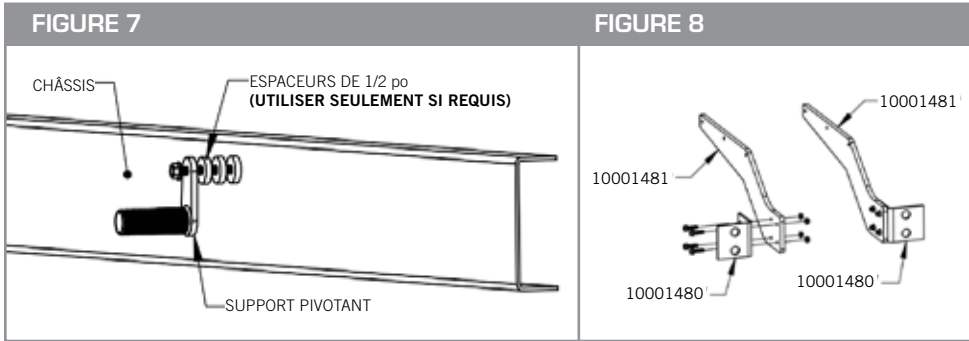 FIGURE 7
CHÂSSIS
ESPACEURS DE 1/2 po
(UTILISER SEULEMENT SI REQUIS)
SUPPORT PIVOTANT
FIGURE 8
10001481
10001481
10001480
10001480